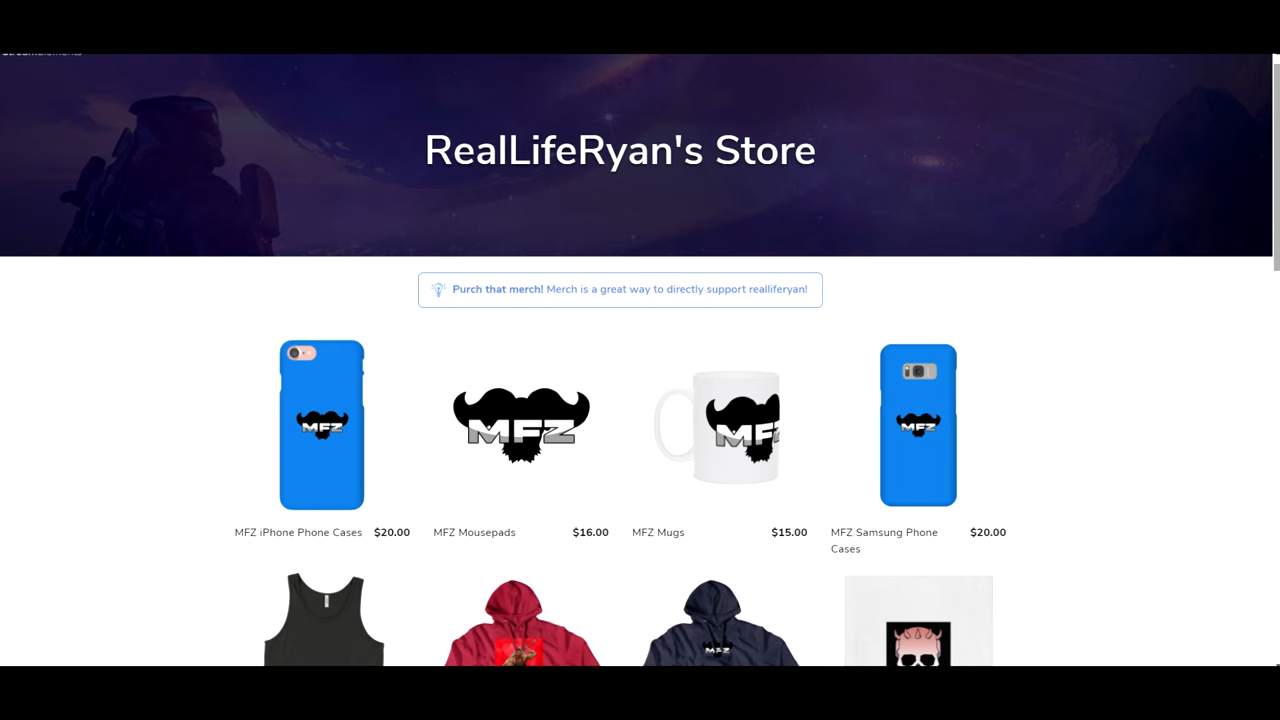 RealLifeRyan's Store
Purch that merch! Merch is a great way to directly support realliferyan!
MFZ
MFZ
MFZ
MFZ
MFZ iPhone Phone Cases $20.00
MFZ Mousepads $16.00
MFZ Mugs $15.00
MFZ Samsung Phone Cases $20.00
MFZ